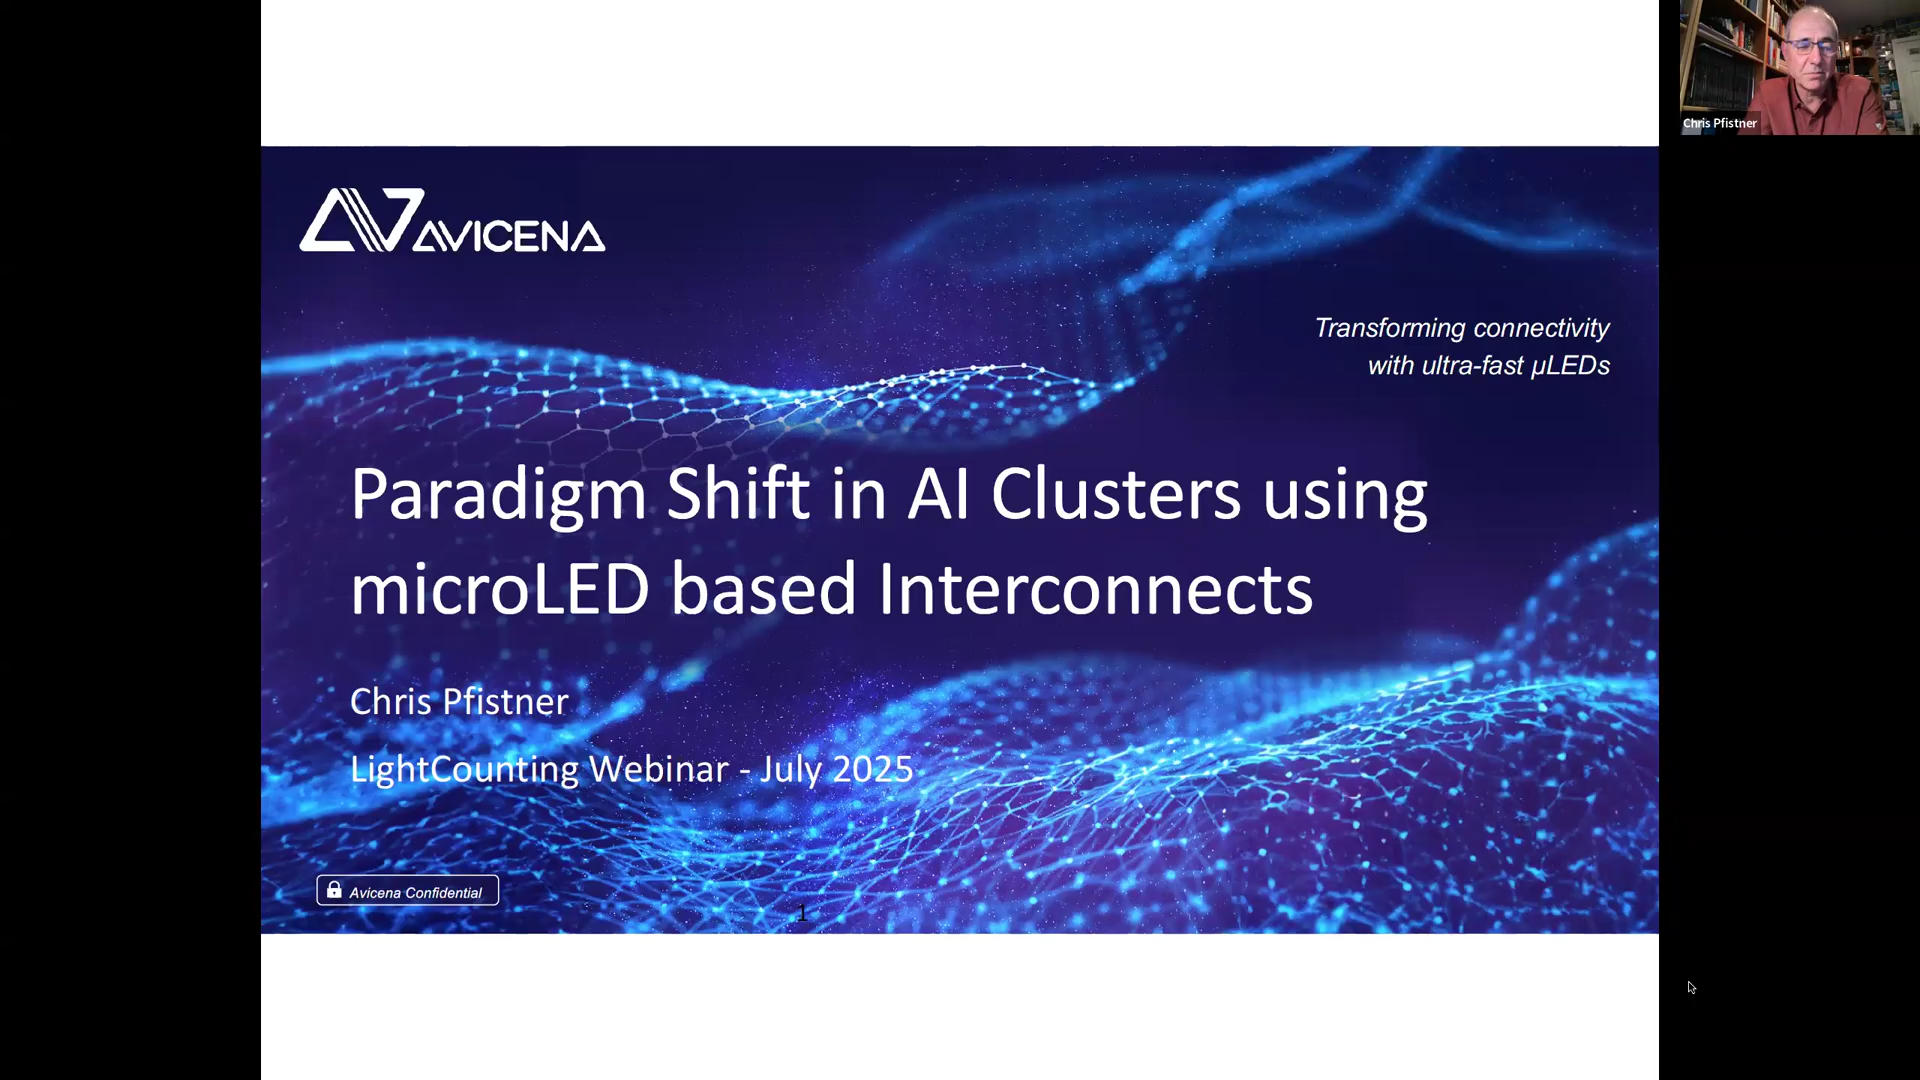 Chris Pfistner
AVICENA
Transforming connectivity
with ultra-fast µLEDs
Paradigm Shift in AI Clusters using
microLED based Interconnects
Chris Pfistner
LightCounting Webinar - July 2025
Avicena Confidential
1